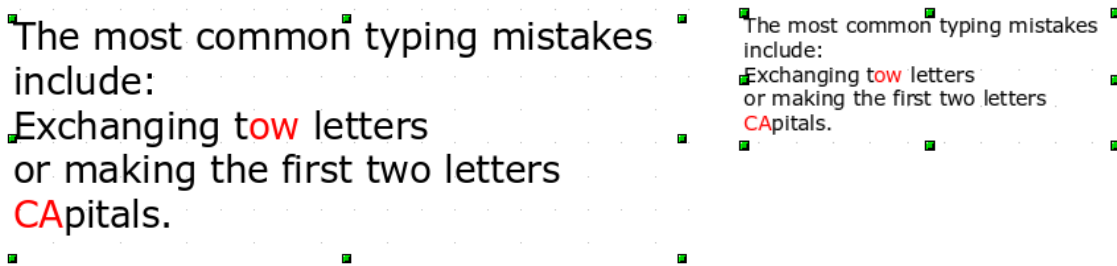 The most common typing mistakes
include:
Exchanging tow letters
or making the first two letters
CApitals.
The most common typing mistakes
include:
Exchanging tow letters
or making the first two letters
CApitals.